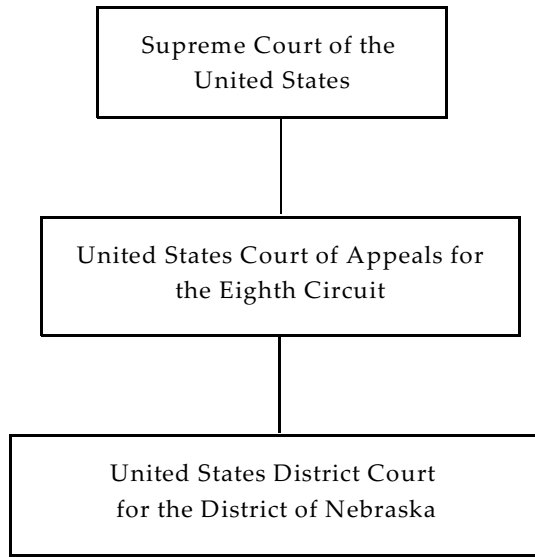 Supreme Court of the
United States
United States Court of Appeals for
the Eighth Circuit
United States District Court
for the District of Nebraska